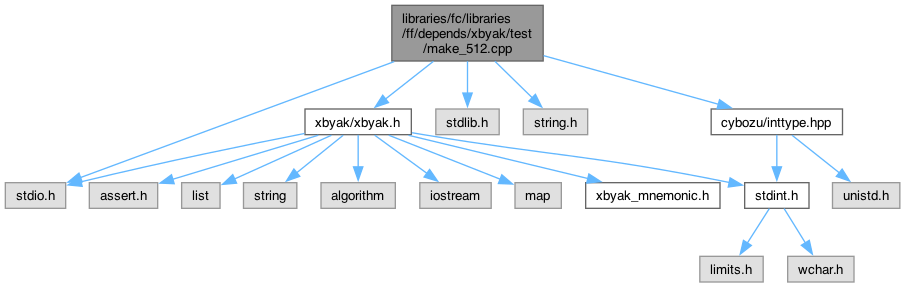 libraries/fc/libraries
/ff/depends/xbyak/test
/make_512.cpp
xbyak/xbyak.h
stdlib.h
string.h
cybozu/inttype.hpp
stdio.h
assert.h
list
string
algorithm
iostream
map
xbyak_mnemonic.h
stdint.h
unistd.h
limits.h
wchar.h